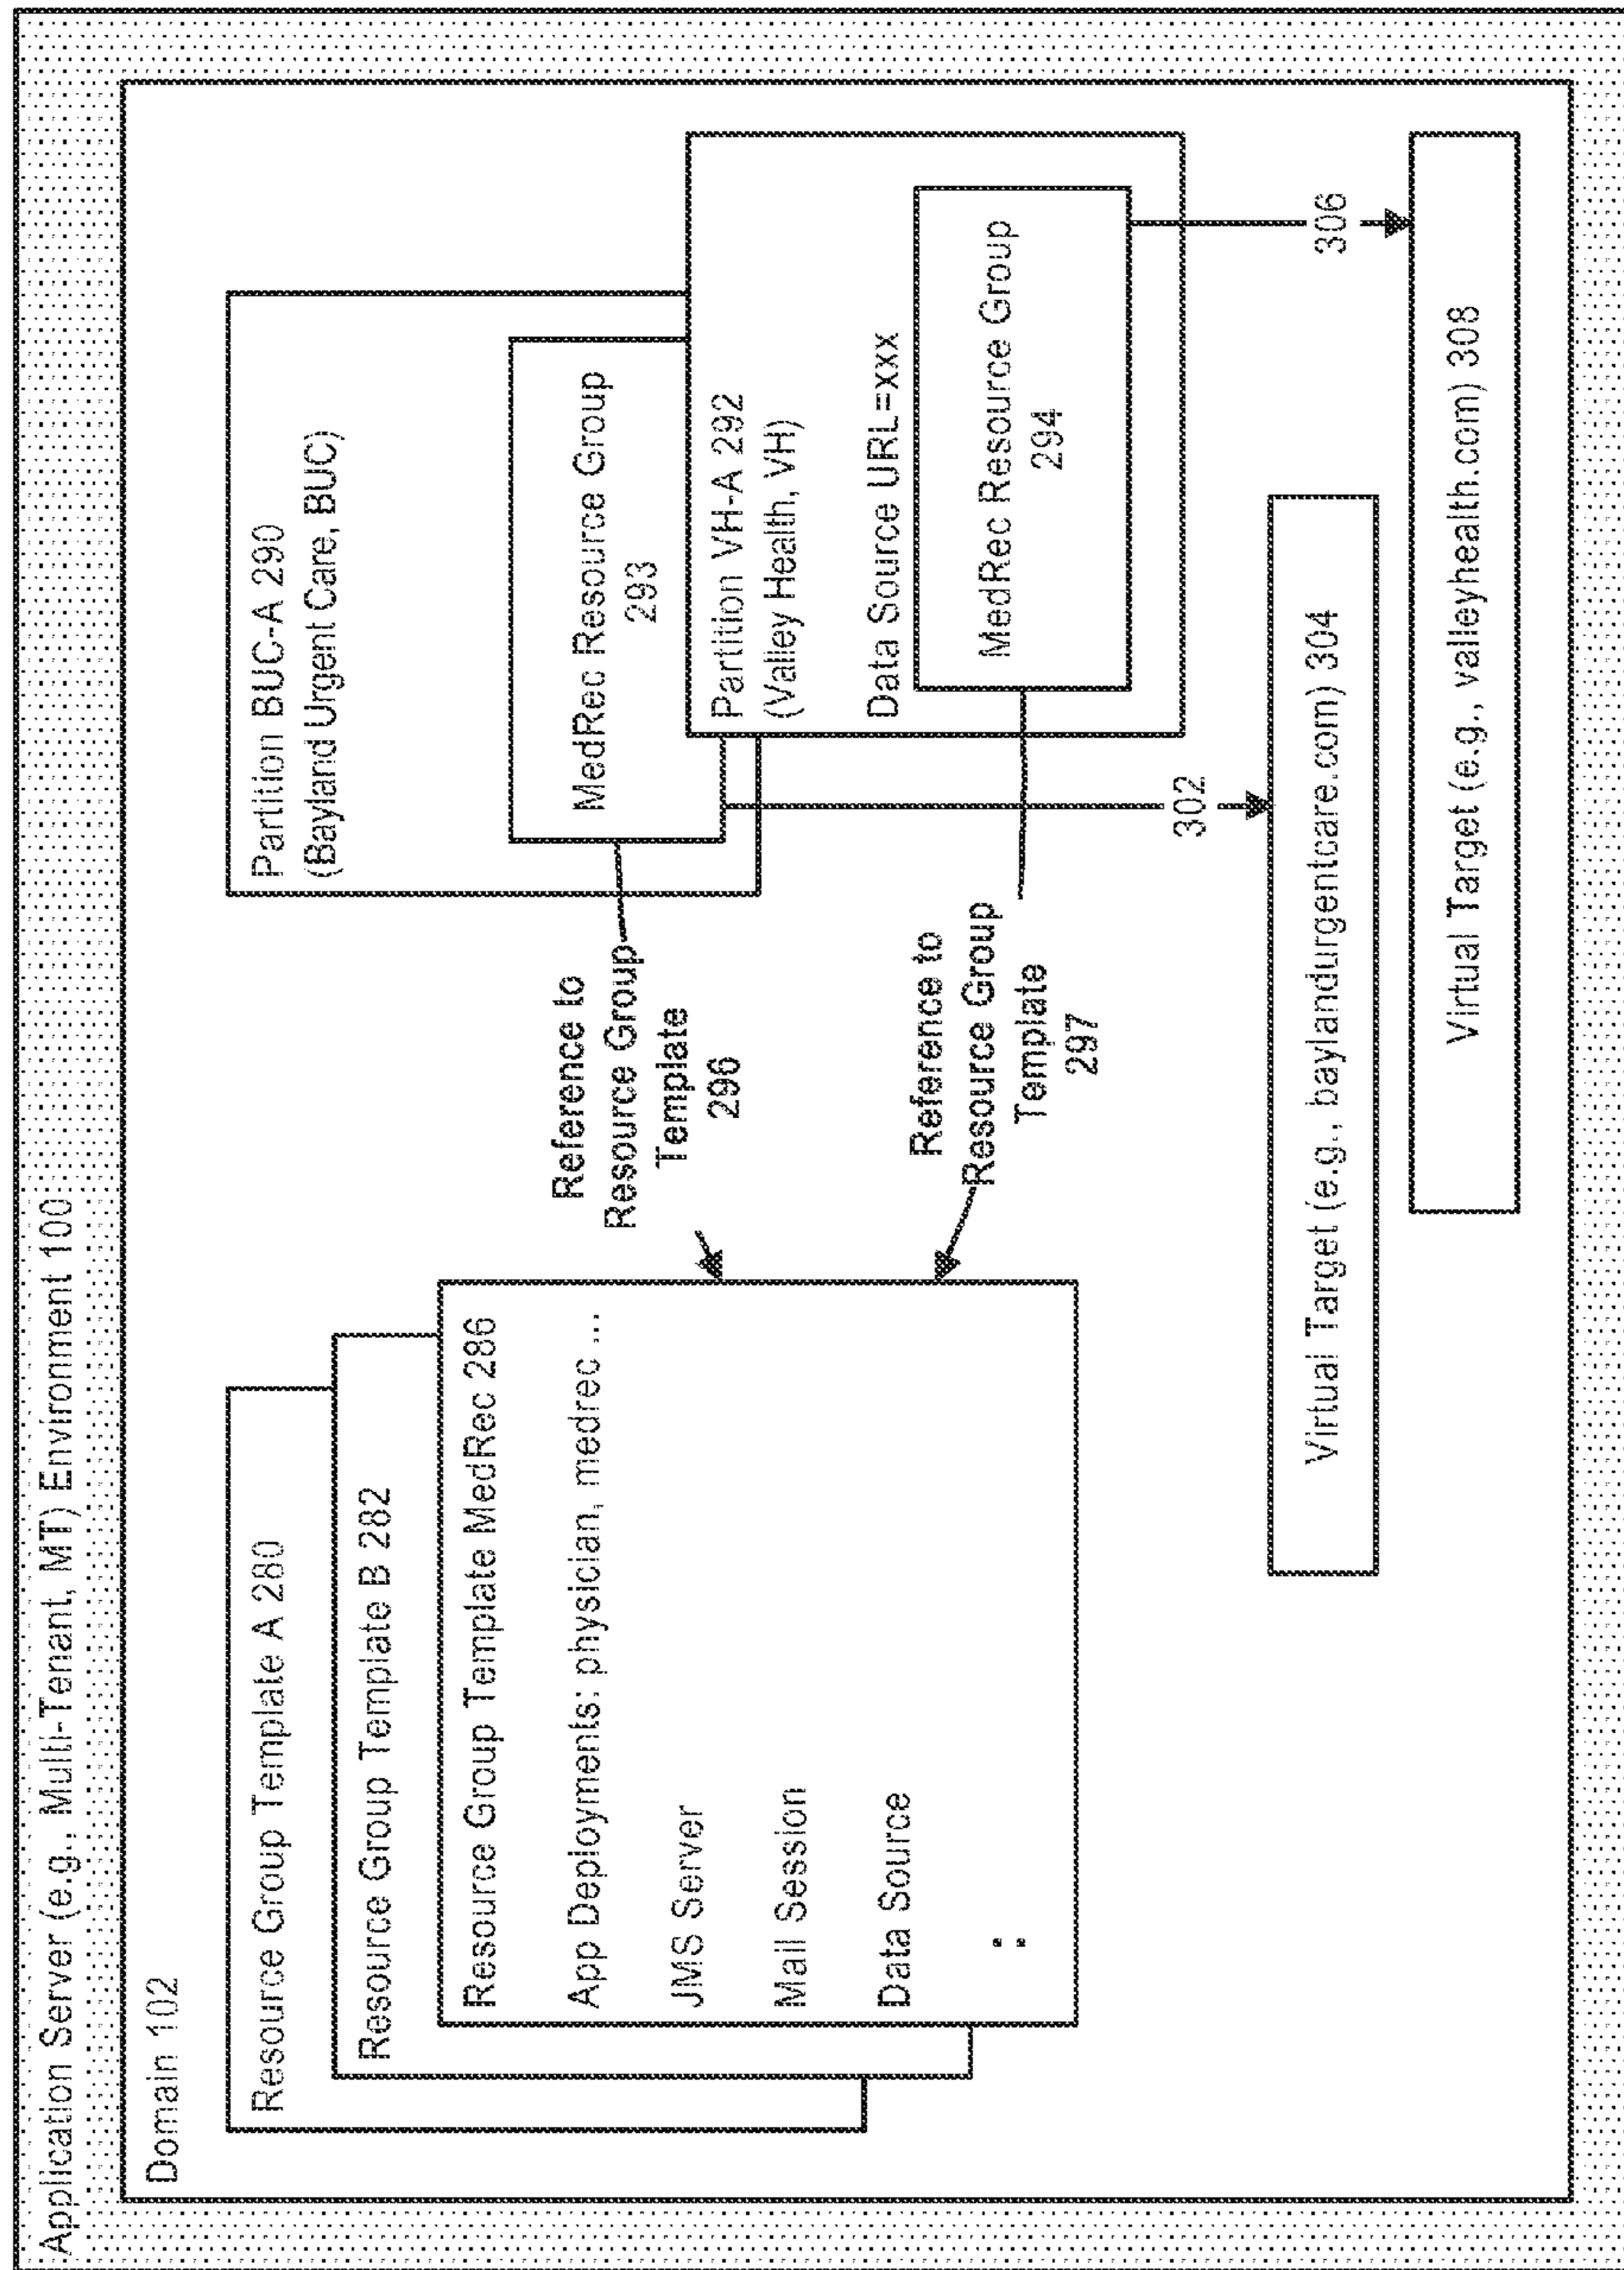 Application Server (e.g., Multi-Tenant, MT) Environment 100
Domain 102
Resource Group Template A 280
Resource Group Template B 282
Resource Group Template MedRec 286
App Deployments: physician, medrec ...
JMS Server
Mail Session
Data Source
:
Reference to
Resource Group
Template
296
Reference to
Resource Group
Template
297
Partition BUC-A 290
(Bayland Urgent Care, BUC)
MedRec Resource Group
293
Partition VH-A 292
(Valley Health, VH)
Data Source URL=xxx
MedRec Resource Group
294
302
306
Virtual Target (e.g., baylandurgentcare.com) 304
Virtual Target (e.g., valleyhealth.com) 308